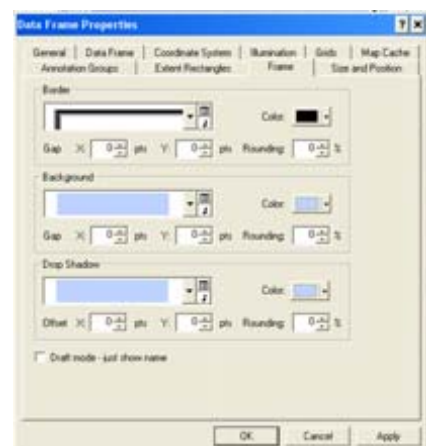 Data Frame Properties
General Data Frame Coordinate System Illumination Grids Map Cache
Annotation Groups Extent Rectangles Frame Size and Position
Border
Color:
Gap X: 0 pts Y: 0 pts Rounding: 0 %
Background
Color:
Gap X: 0 pts Y: 0 pts Rounding: 0 %
Drop Shadow
Color:
Offset X: 0 pts Y: 0 pts Rounding: 0 %
Draft mode - just show name
OK Cancel Apply